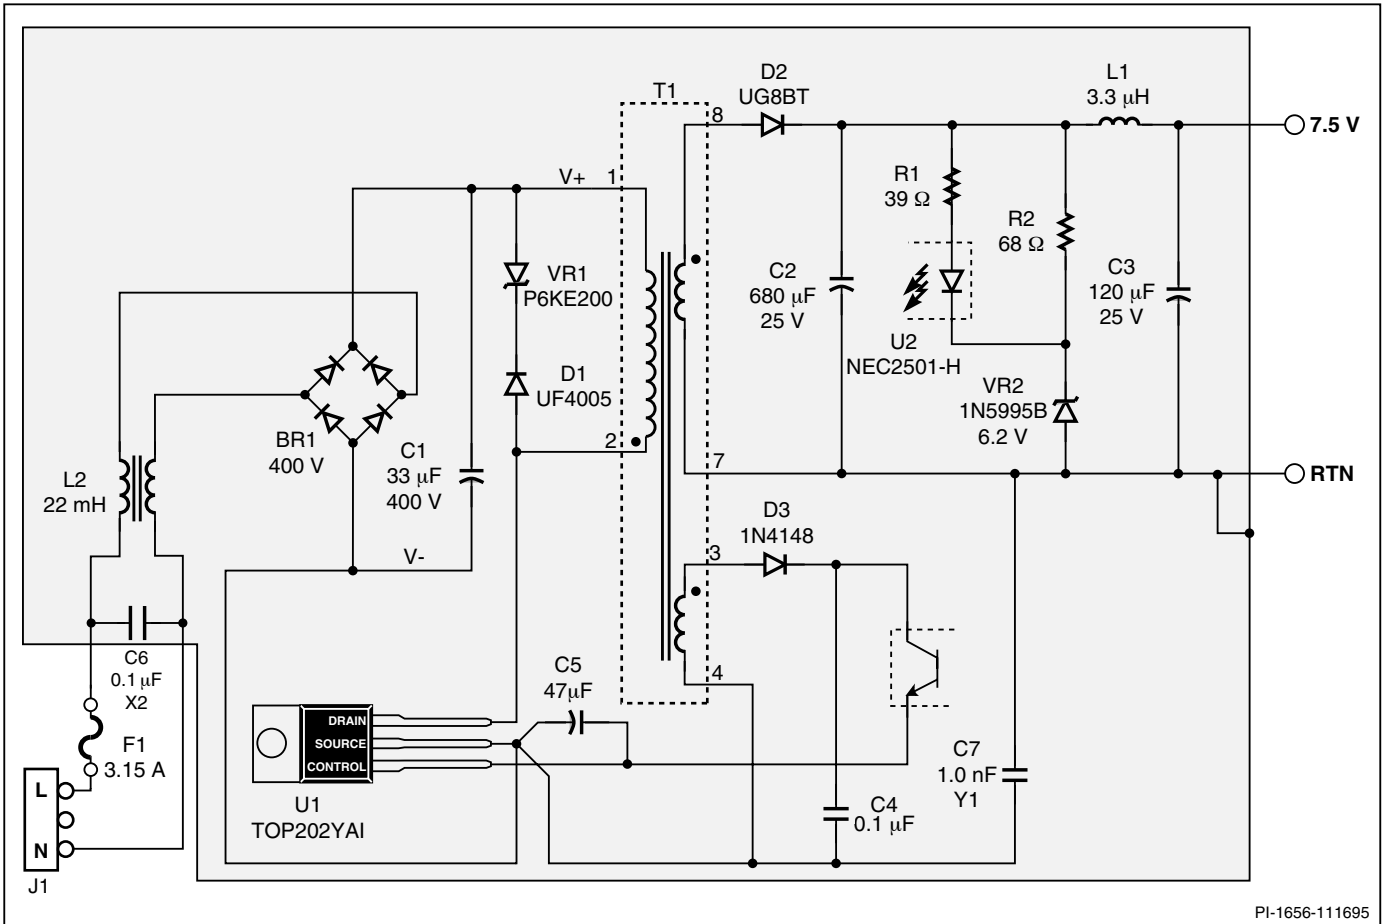 D2
UG8BT
L1
3.3 µH
T1
8
7.5 V
V+
1
R1
39 Ω
R2
68 Ω
VR1
P6KE200
C2
680 µF
25 V
C3
120 µF
25 V
U2
NEC2501-H
D1
UF4005
VR2
1N5995B
6.2 V
BR1
400 V
C1
33 µF
400 V
2
7
RTN
L2
22 mH
D3
1N4148
V-
3
C6
0.1 µF
X2
C5
47µF
4
DRAIN
SOURCE
CONTROL
F1
3.15 A
L
N
J1
U1
TOP202YAI
C7
1.0 nF
Y1
C4
0.1 µF
PI-1656-111695